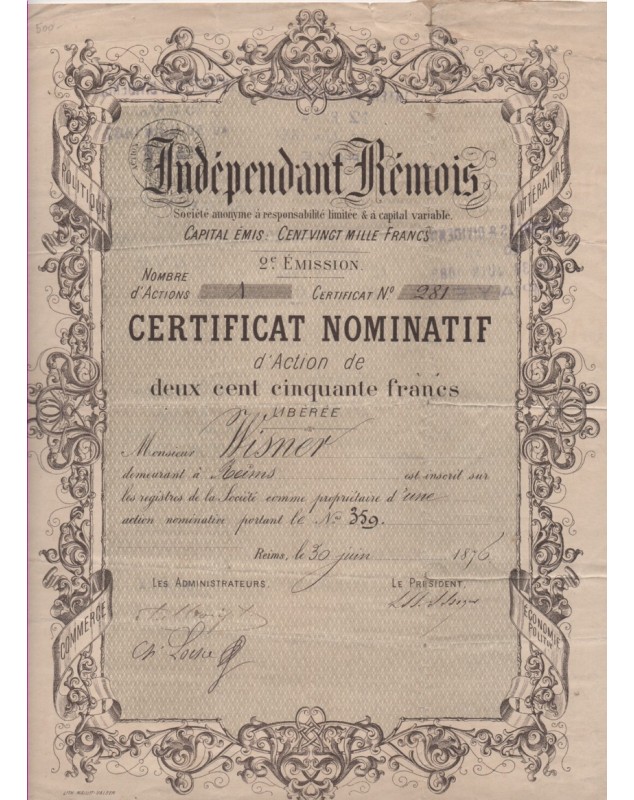 500-
POLITIQUE
LITTÉRATURE
Indépendant Rémois
Société anonyme à responsabilité limitée & à capital variable.
CAPITAL ÉMIS. CENT VINGT MILLE FRANCS
2e ÉMISSION.
NOMBRE
D'ACTIONS 1 CERTIFICAT No 281
CERTIFICAT NOMINATIF
d'Action de
deux cent cinquante francs
LIBÉRÉE
Monsieur Wisner
demeurant à Reims est inscrit sur
les registres de la Société comme propriétaire d'une
action nominative portant le No 359.
Reims, le 30 juin 1876
LES ADMINISTRATEURS. LE PRÉSIDENT,
COMMERCE
ÉCONOMIE
POLITIQ